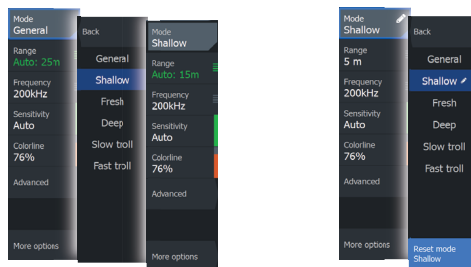 Mode
General
Range
Auto: 25m
Frequency
200kHz
Sensitivity
Auto
Colorline
76%
Advanced
More options
Back
General
Shallow
Fresh
Deep
Slow troll
Fast troll
Mode
Shallow
Range
Auto: 15m
Frequency
200kHz
Sensitivity
Auto
Colorline
76%
Advanced
More options
Mode
Shallow
Range
5 m
Frequency
200kHz
Sensitivity
Auto
Colorline
76%
Advanced
More options
Back
General
Shallow
Fresh
Deep
Slow troll
Fast troll
Reset mode
Shallow